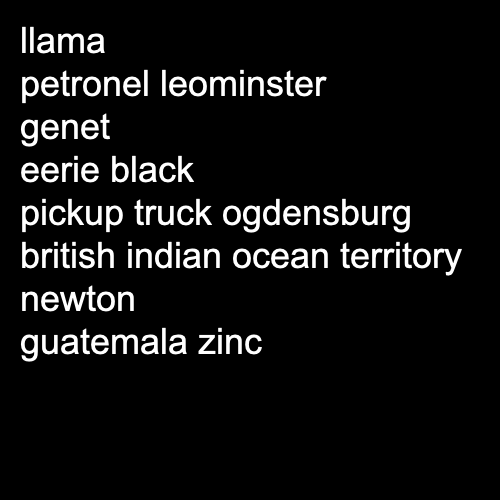 llama
petronel leominster
genet
eerie black
pickup truck ogdensburg
british indian ocean territory
newton
guatemala zinc